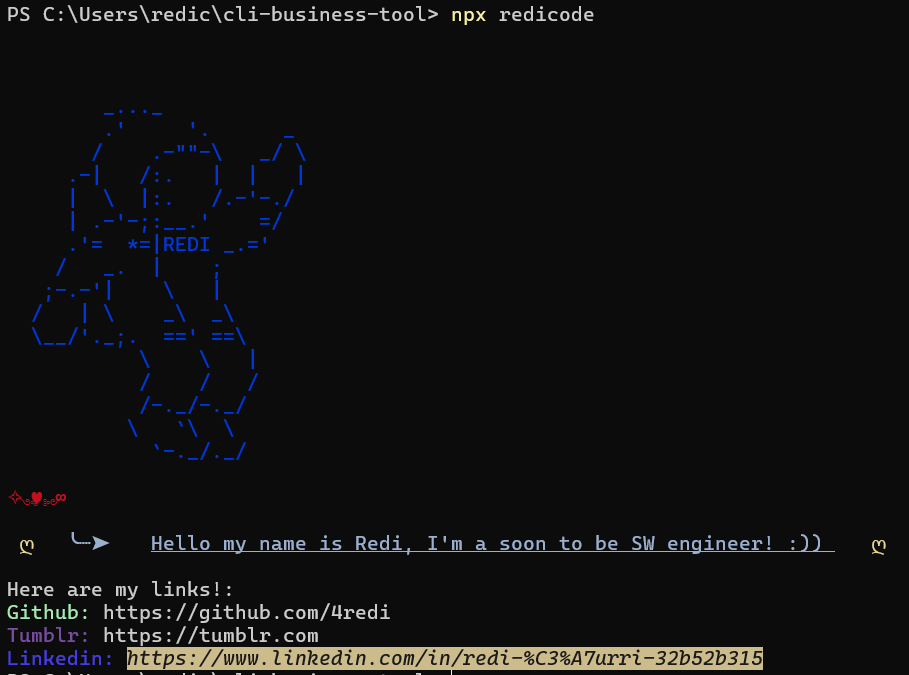 PS C:\Users\redic\cli-business-tool> npx redicode
REDI
Hello my name is Redi, I'm a soon to be SW engineer! :))
Here are my links!:
Github: https://github.com/4redi
Tumblr: https://tumblr.com
Linkedin: https://www.linkedin.com/in/redi-%C3%A7urri-32b52b315